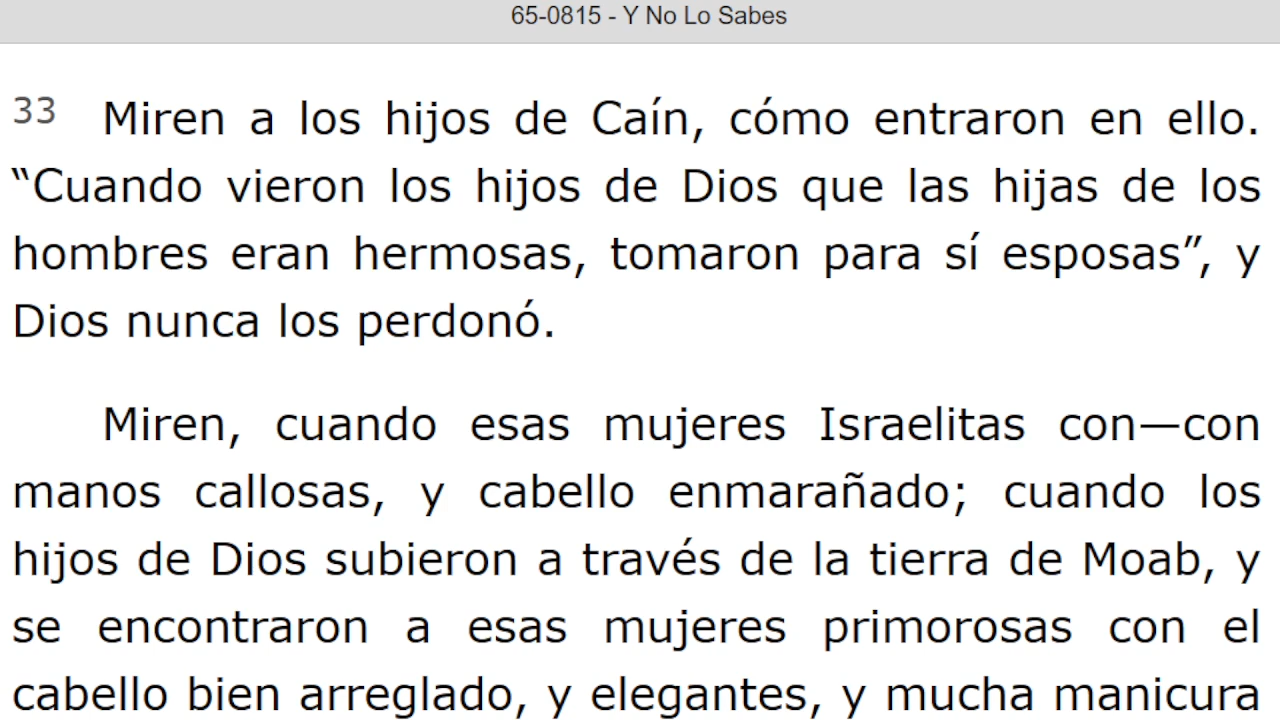 65-0815 - Y No Lo Sabes
33 Miren a los hijos de Caín, cómo entraron en ello.
“Cuando vieron los hijos de Dios que las hijas de los
hombres eran hermosas, tomaron para sí esposas”, y
Dios nunca los perdonó.
Miren, cuando esas mujeres Israelitas con—con
manos callosas, y cabello enmarañado; cuando los
hijos de Dios subieron a través de la tierra de Moab, y
se encontraron a esas mujeres primorosas con el
cabello bien arreglado, y elegantes, y mucha manicura